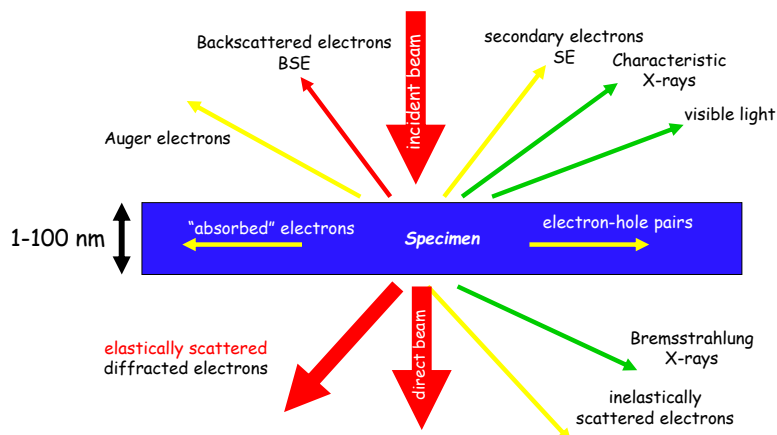 incident beam
Backscattered electrons
BSE
secondary electrons
SE
Characteristic
X-rays
visible light
Auger electrons
1-100 nm
“absorbed” electrons
Specimen
electron-hole pairs
elastically scattered
diffracted electrons
direct beam
Bremsstrahlung
X-rays
inelastically
scattered electrons